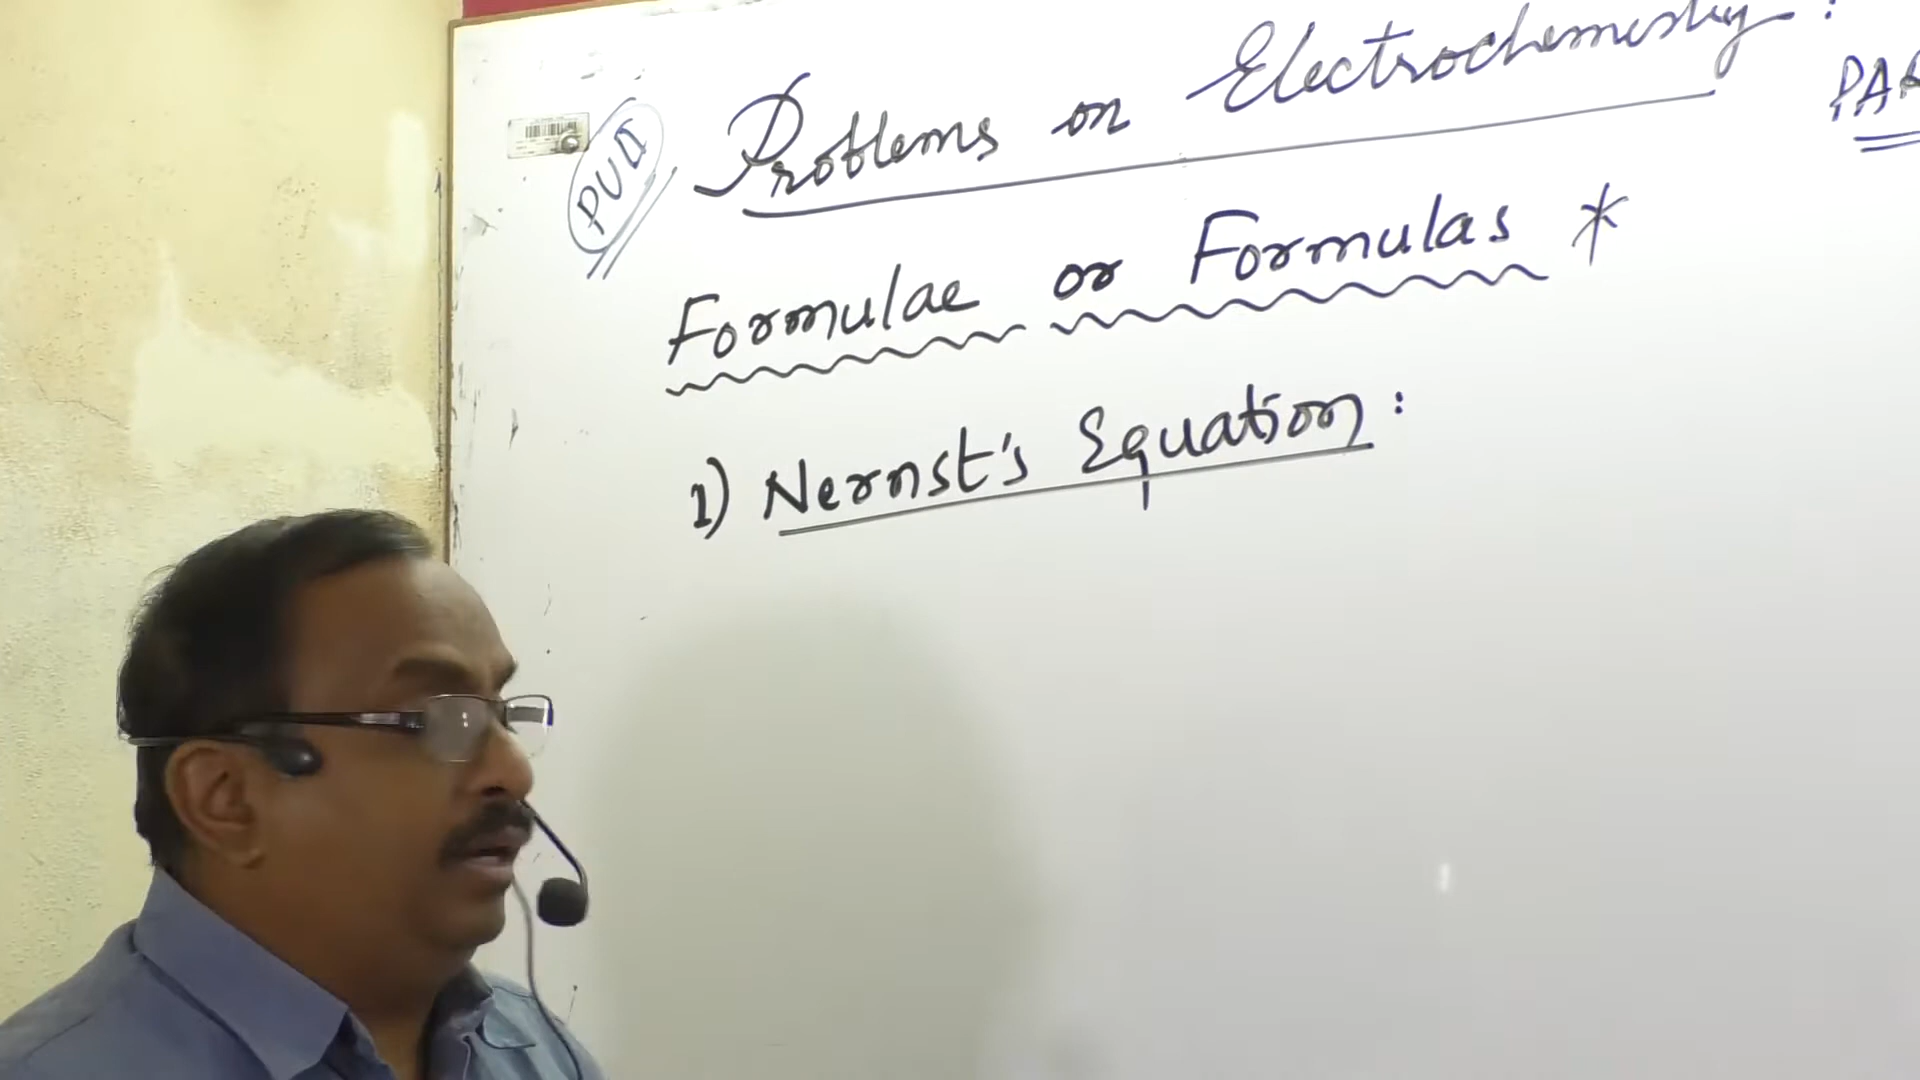 Problems on Electrochemistry:
PUII
Formulae or Formulas *
1) Nernst's Equation: